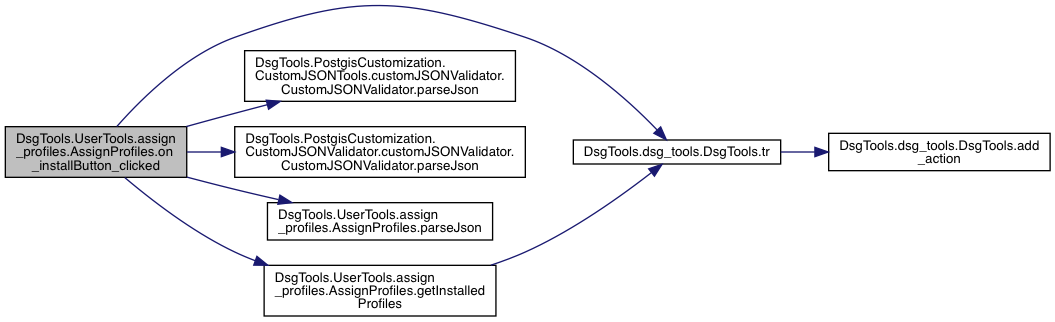 DsgTools.UserTools.assign
_profiles.AssignProfiles.on
_installButton_clicked
DsgTools.PostgisCustomization.
CustomJSONTools.customJSONValidator.
CustomJSONValidator.parseJson
DsgTools.PostgisCustomization.
CustomJSONValidator.customJSONValidator.
CustomJSONValidator.parseJson
DsgTools.UserTools.assign
_profiles.AssignProfiles.parseJson
DsgTools.UserTools.assign
_profiles.AssignProfiles.getInstalled
Profiles
DsgTools.dsg_tools.DsgTools.tr
DsgTools.dsg_tools.DsgTools.add
_action